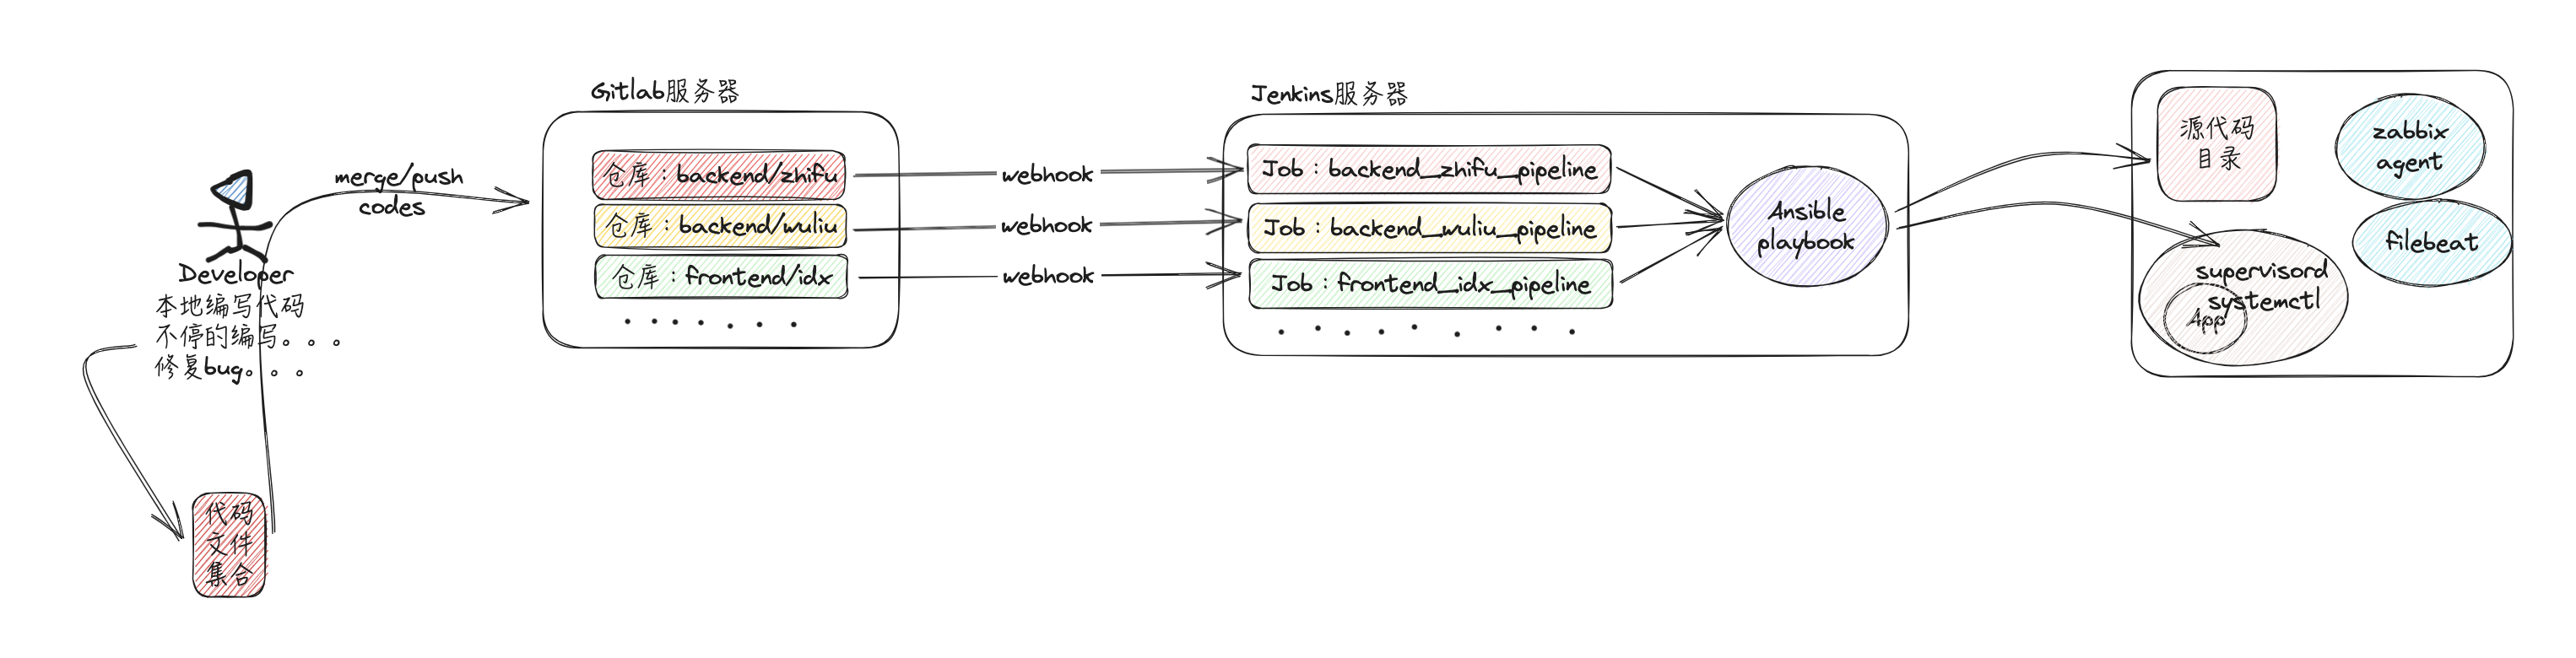 Developer
本地编写代码
不停的编写。。。
修复bug。。。
代码
文件
集合
merge/push
codes
Gitlab服务器
仓库：backend/zhifu
仓库：backend/wuliu
仓库：frontend/idx
webhook
webhook
webhook
Jenkins服务器
Job：backend_zhifu_pipeline
Job：backend_wuliu_pipeline
Job：frontend_idx_pipeline
Ansible
playbook
源代码
目录
zabbix
agent
filebeat
supervisord
systemctl
App